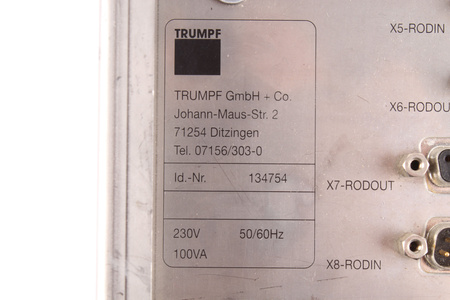 TRUMPF
TRUMPF GmbH + Co.
Johann-Maus-Str. 2
71254 Ditzingen
Tel. 07156/303-0
Id.-Nr. 134754
230V 50/60Hz
100VA
X5-RODIN
X6-RODOU
X7-RODOUT
X8-RODIN